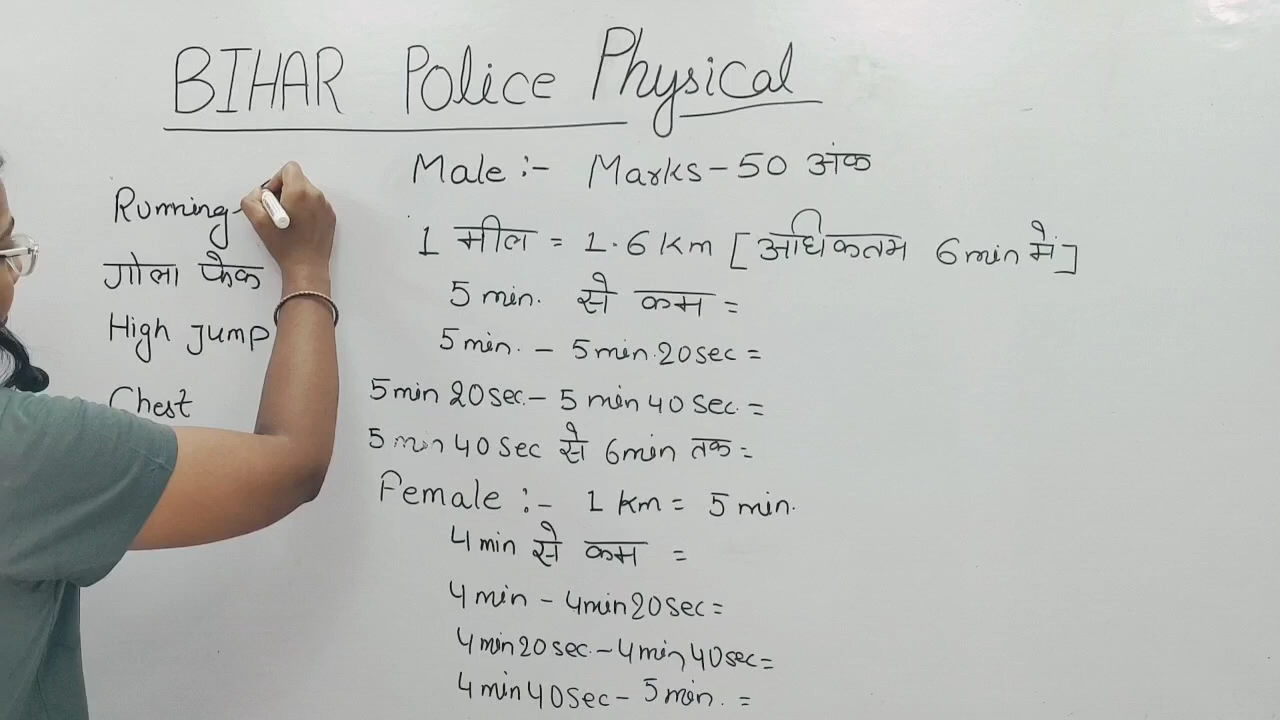 BIHAR Police Physical
Male :- Marks - 50 अंक
Running -
गोला फेक
High Jump
Chest
1 मील = 1.6 km [अधिकतम 6 min मे]
5 min. से कम =
5 min. - 5 min. 20 sec =
5 min 20 sec. - 5 min 40 sec. =
5 min 40 sec से 6 min तक =
Female :- 1 km = 5 min.
4 min से कम =
4 min - 4 min 20 sec =
4 min 20 sec. - 4 min 40 sec =
4 min 40 sec - 5 min. =